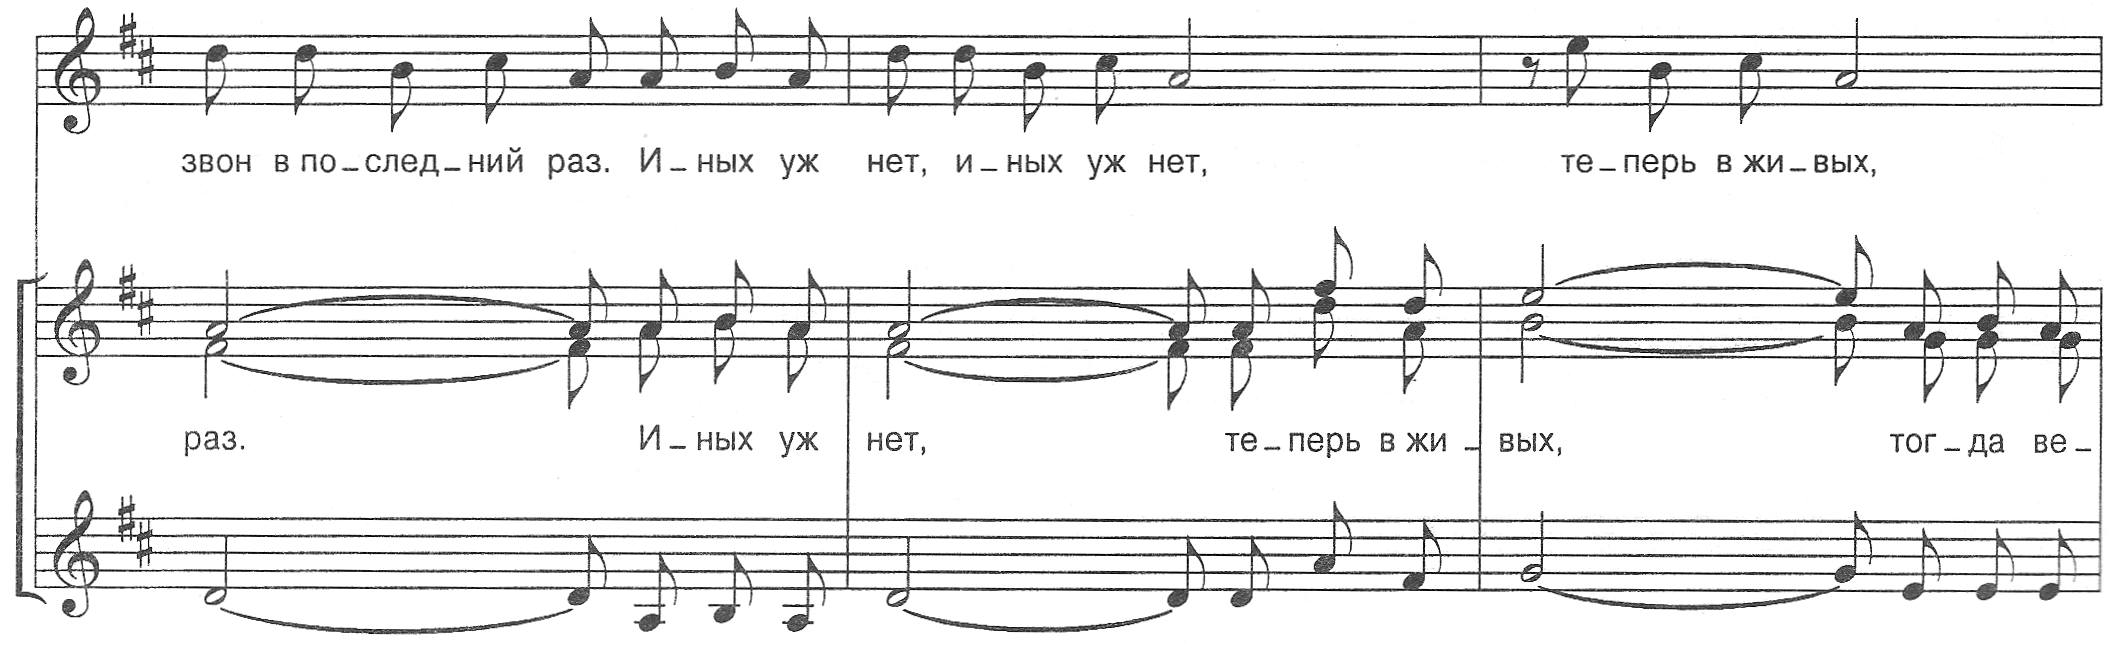 звон в по_след_ний раз. И_ных уж нет, и_ных уж нет, те_перь в жи_вых,
раз. И_ных уж нет, те_перь в жи_вых, тог_да ве_